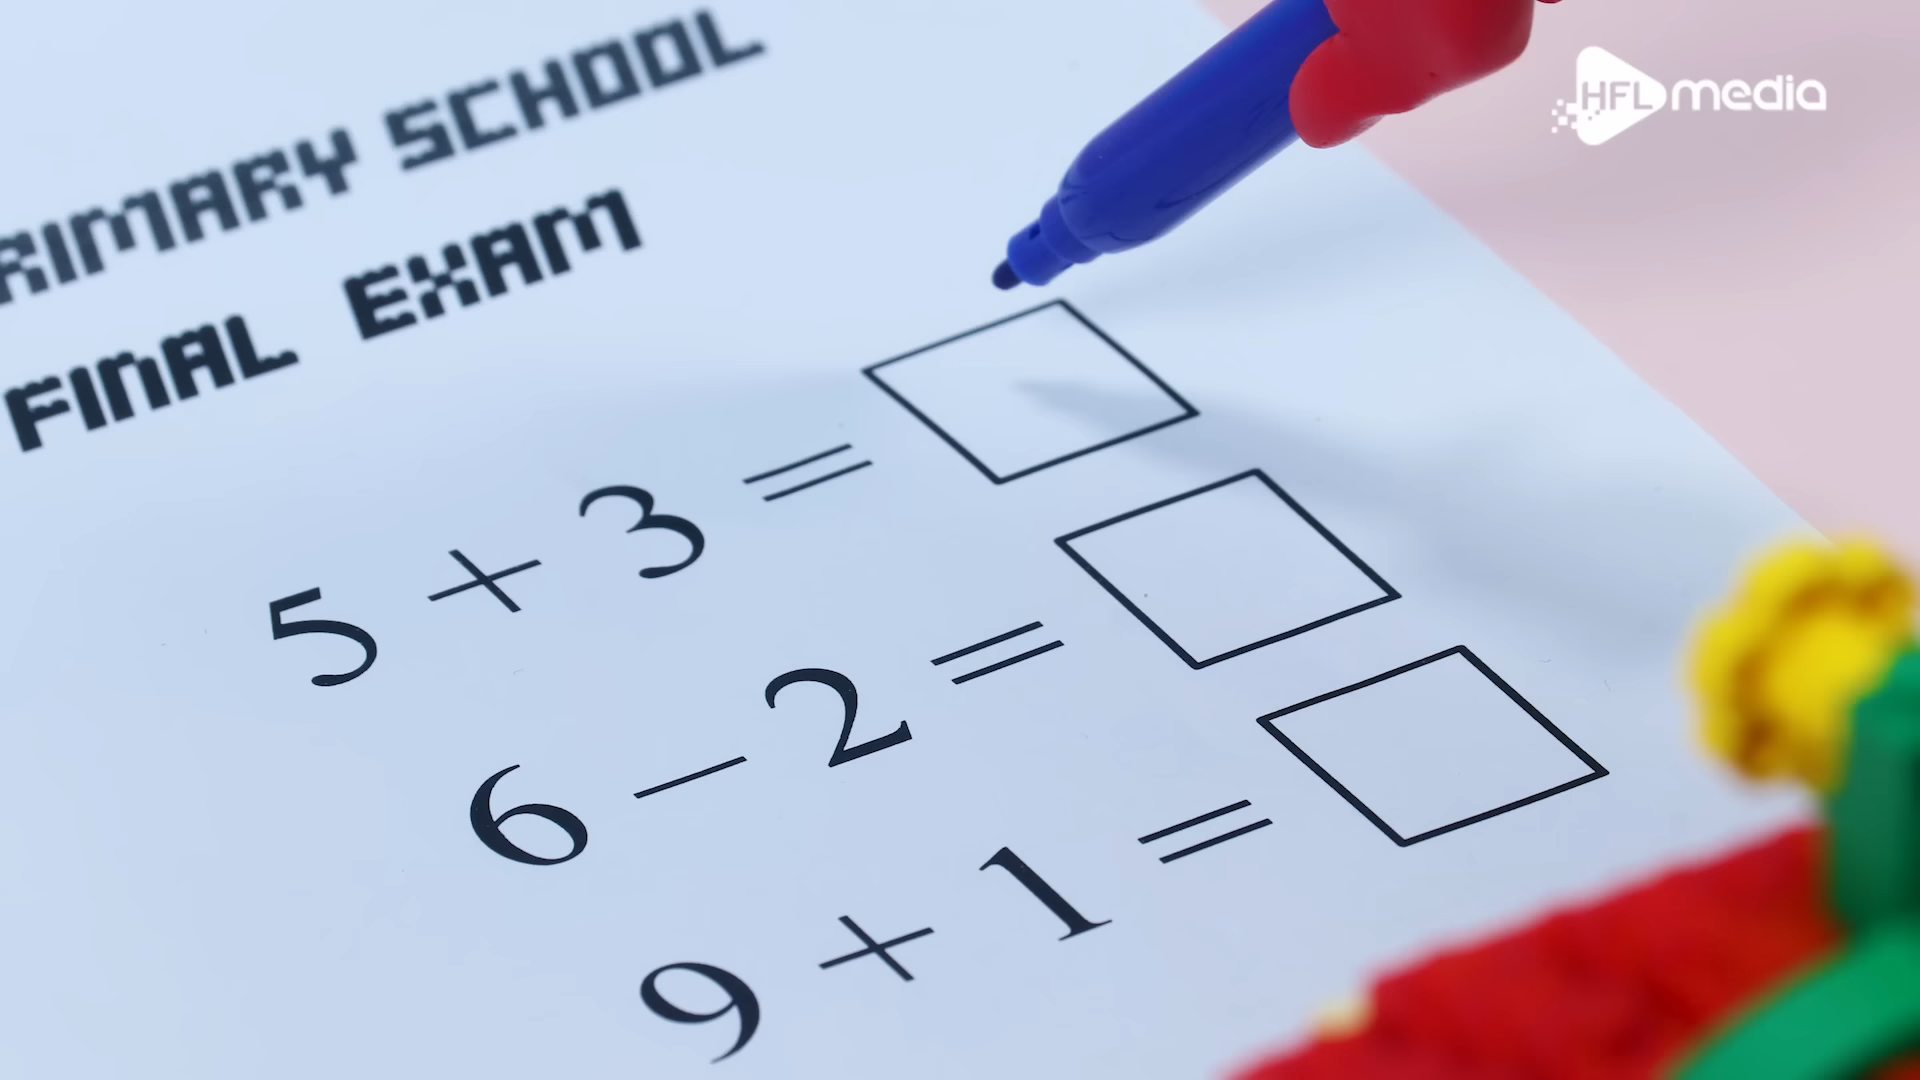 RIMARY SCHOOL
FINAL EXAM
5 + 3 =
6 − 2 =
9 + 1 =
HFL media